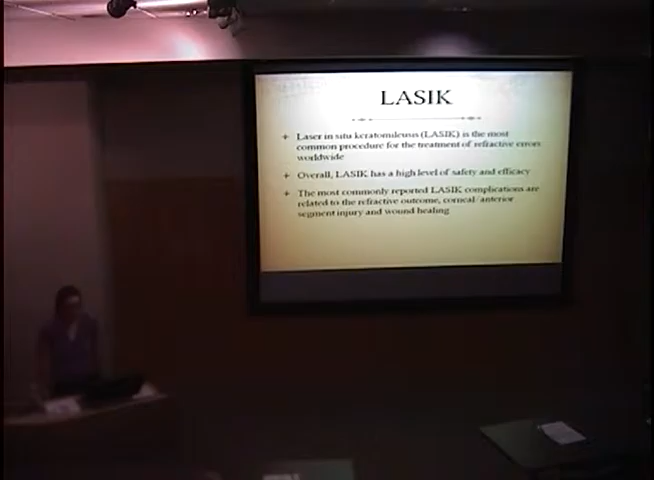 LASIK
+ Laser in situ keratomileusis (LASIK) is the most
common procedure for the treatment of refractive errors
worldwide
+ Overall, LASIK has a high level of safety and efficacy
+ The most commonly reported LASIK complications are
related to the refractive outcome, corneal/anterior
segment injury and wound healing